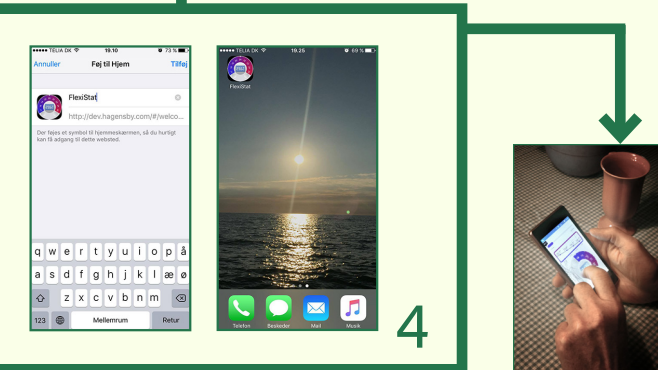 TELIA DK 19.10 73 %
Annuller Føj til Hjem Tilføj
FlexiStat
http://dev.hagensby.com/#/welco...
Der føjes et symbol til hjemmeskærmen, så du hurtigt
kan få adgang til dette websted.
q w e r t y u i o p å
a s d f g h j k l æ ø
z x c v b n m
123 Mellemrum Retur
TELIA DK 19.25 69 %
FlexiStat
Telefon Beskeder Mail Musik
4